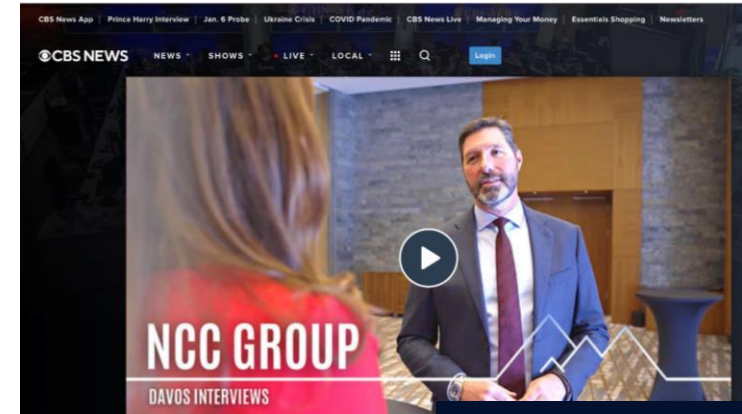 CBS News App | Prince Harry Interview | Jan. 6 Probe | Ukraine Crisis | COVID Pandemic | CBS News Live | Managing Your Money | Essentials Shopping | Newsletters
CBS NEWS NEWS SHOWS LIVE LOCAL Login
NCC GROUP
DAVOS INTERVIEWS